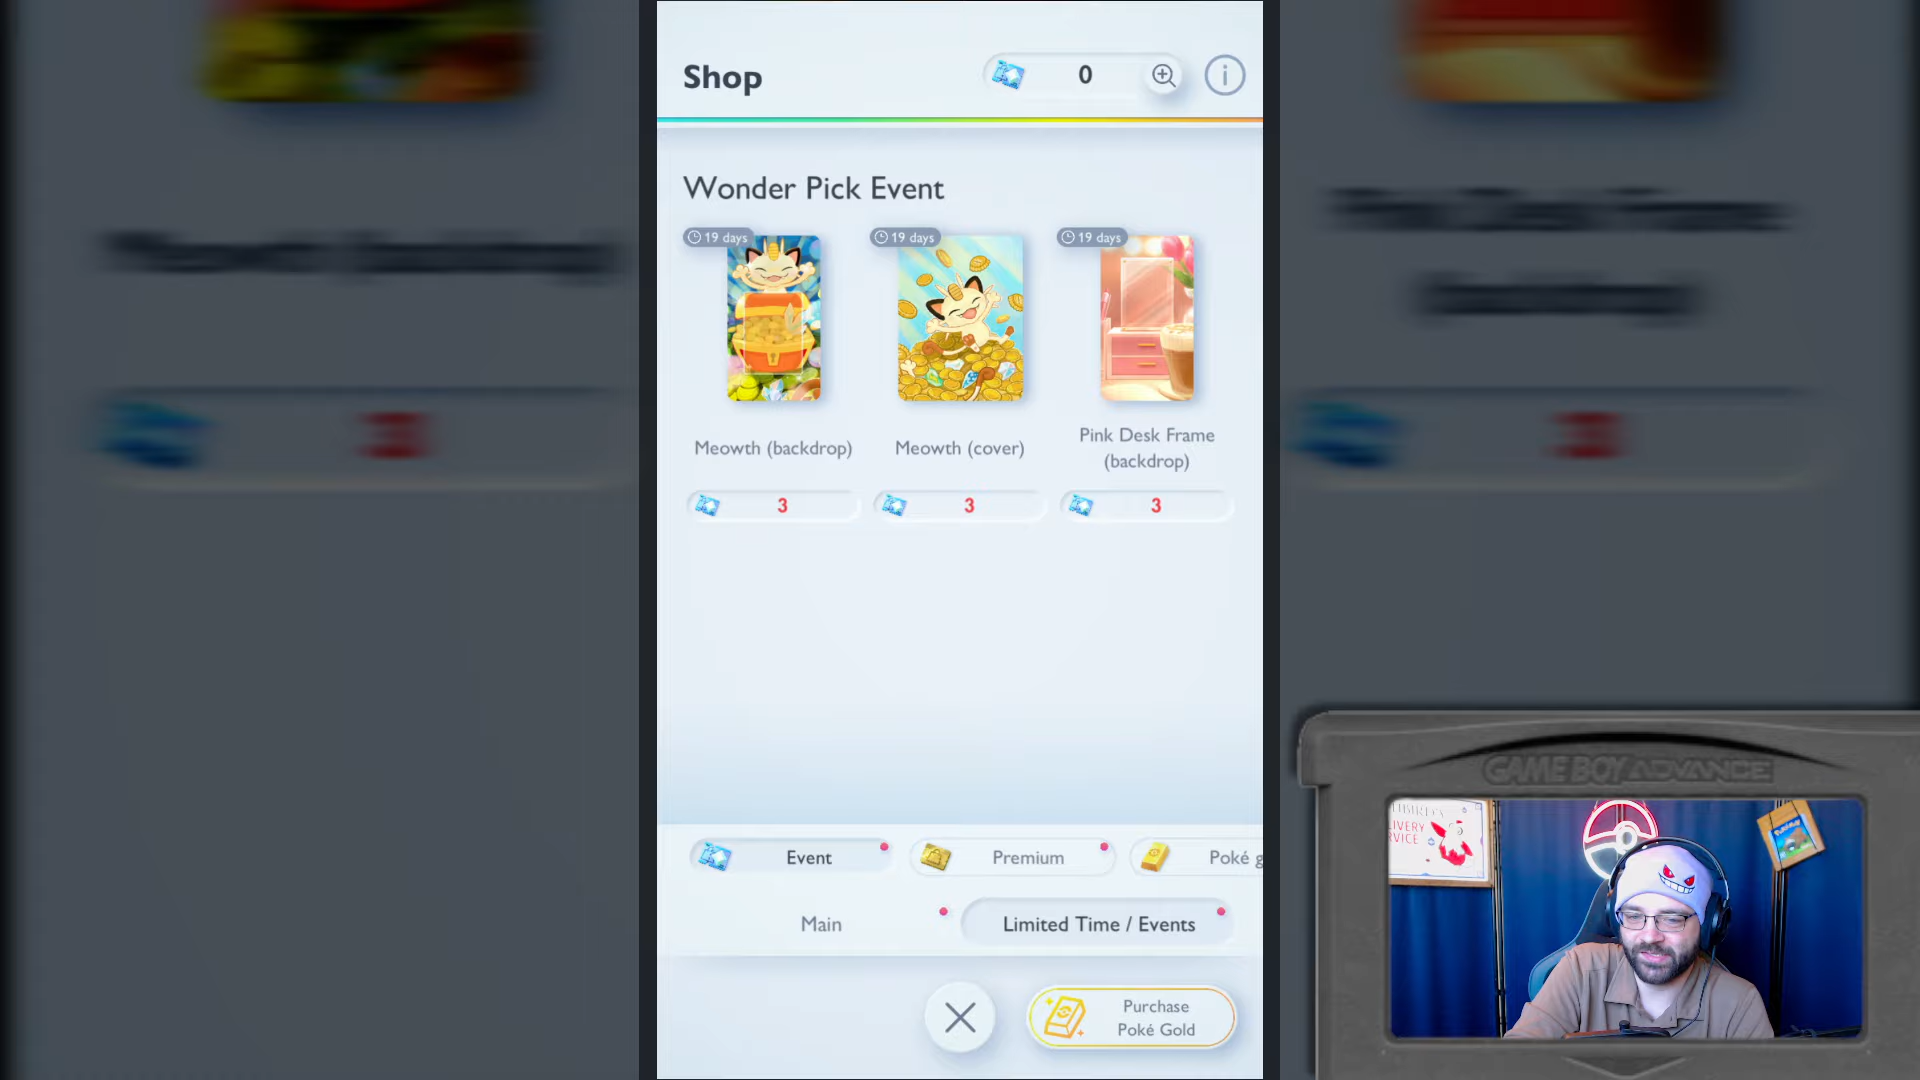 Shop
0
Wonder Pick Event
19 days
19 days
19 days
Meowth (backdrop)
Meowth (cover)
Pink Desk Frame
(backdrop)
3
3
3
Event
Premium
Poké g
Main
Limited Time / Events
Purchase
Poké Gold
GAME BOY ADVANCE